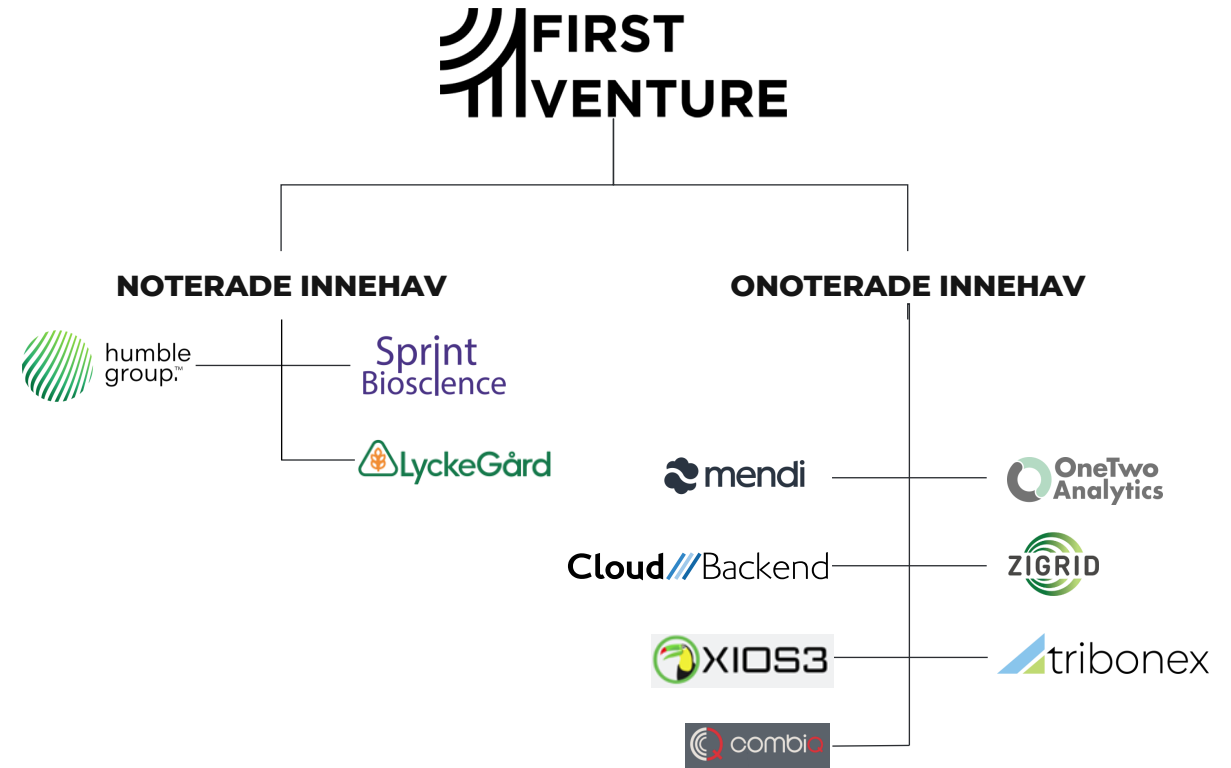 FIRST
VENTURE
NOTERADE INNEHAV
humble
group.™
Sprint
Bioscience
LyckeGård
ONOTERADE INNEHAV
mendi
OneTwo
Analytics
Cloud///Backend
ZIGRID
XIOS3
tribonex
combiQ